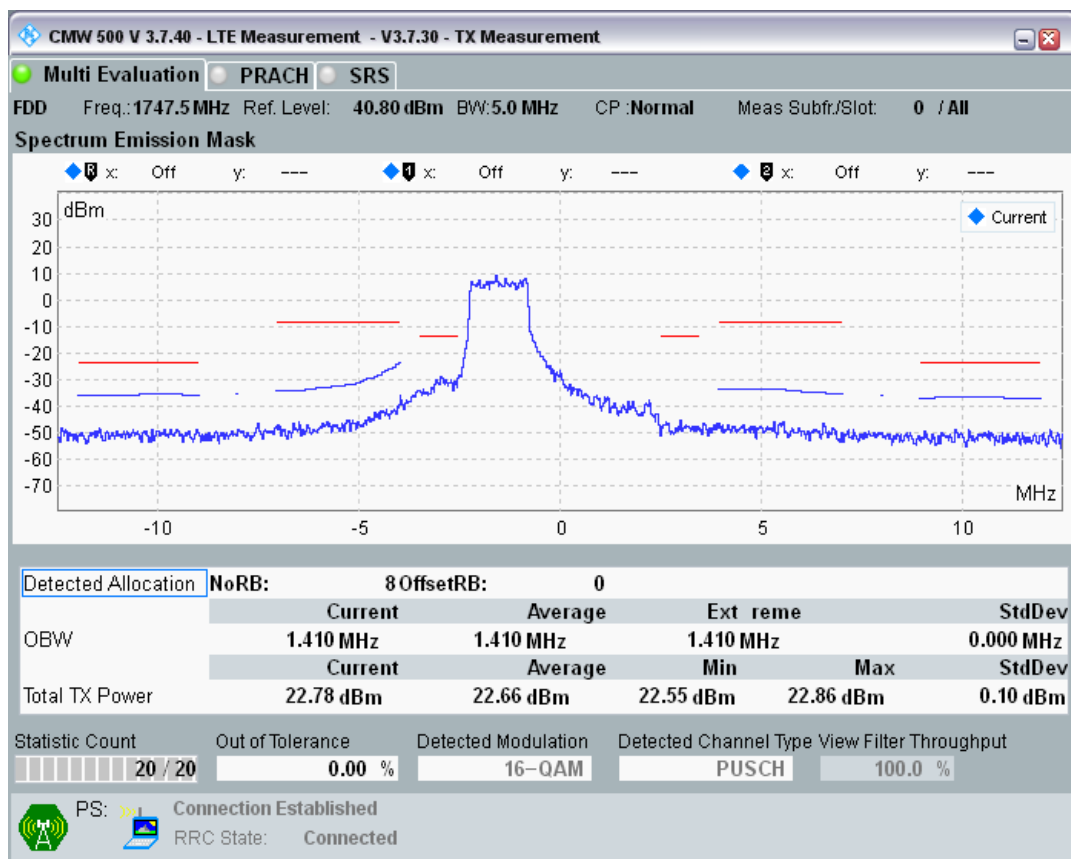 CMW 500 V 3.7.40 - LTE Measurement - V3.7.30 - TX Measurement
Multi Evaluation PRACH SRS
FDD Freq.: 1747.5 MHz Ref. Level: 40.80 dBm BW: 5.0 MHz CP : Normal Meas Subfr./Slot: 0 / All
Spectrum Emission Mask
R x: Off y: --- 1 x: Off y: --- 2 x: Off y: ---
dBm
Current
30
20
10
0
-10
-20
-30
-40
-50
-60
-70
MHz
-10 -5 0 5 10
Detected Allocation NoRB: 8 OffsetRB: 0
Current Average Ext reme StdDev
OBW 1.410 MHz 1.410 MHz 1.410 MHz 0.000 MHz
Current Average Min Max StdDev
Total TX Power 22.78 dBm 22.66 dBm 22.55 dBm 22.86 dBm 0.10 dBm
Statistic Count Out of Tolerance Detected Modulation Detected Channel Type View Filter Throughput
20 / 20 0.00 % 16-QAM PUSCH 100.0 %
PS: Connection Established
RRC State: Connected